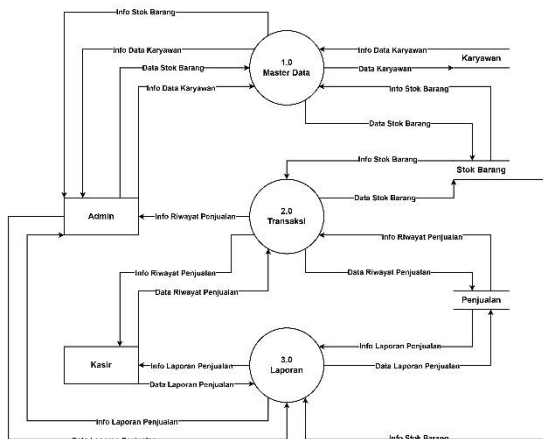 Info Stok Barang
Info Data Karyawan
Data Stok Barang
Info Data Karyawan
1.0
Master Data
Info Data Karyawan
Data Karyawan
Karyawan
Info Stok Barang
Data Stok Barang
Info Stok Barang
Stok Barang
Data Stok Barang
Admin
Info Riwayat Penjualan
2.0
Transaksi
Info Riwayat Penjualan
Info Riwayat Penjualan
Data Riwayat Penjualan
Data Riwayat Penjualan
Penjualan
Kasir
Info Laporan Penjualan
Data Laporan Penjualan
3.0
Laporan
Info Laporan Penjualan
Data Laporan Penjualan
Info Laporan Penjualan
Data Laporan Penjualan
Info Stok Barang